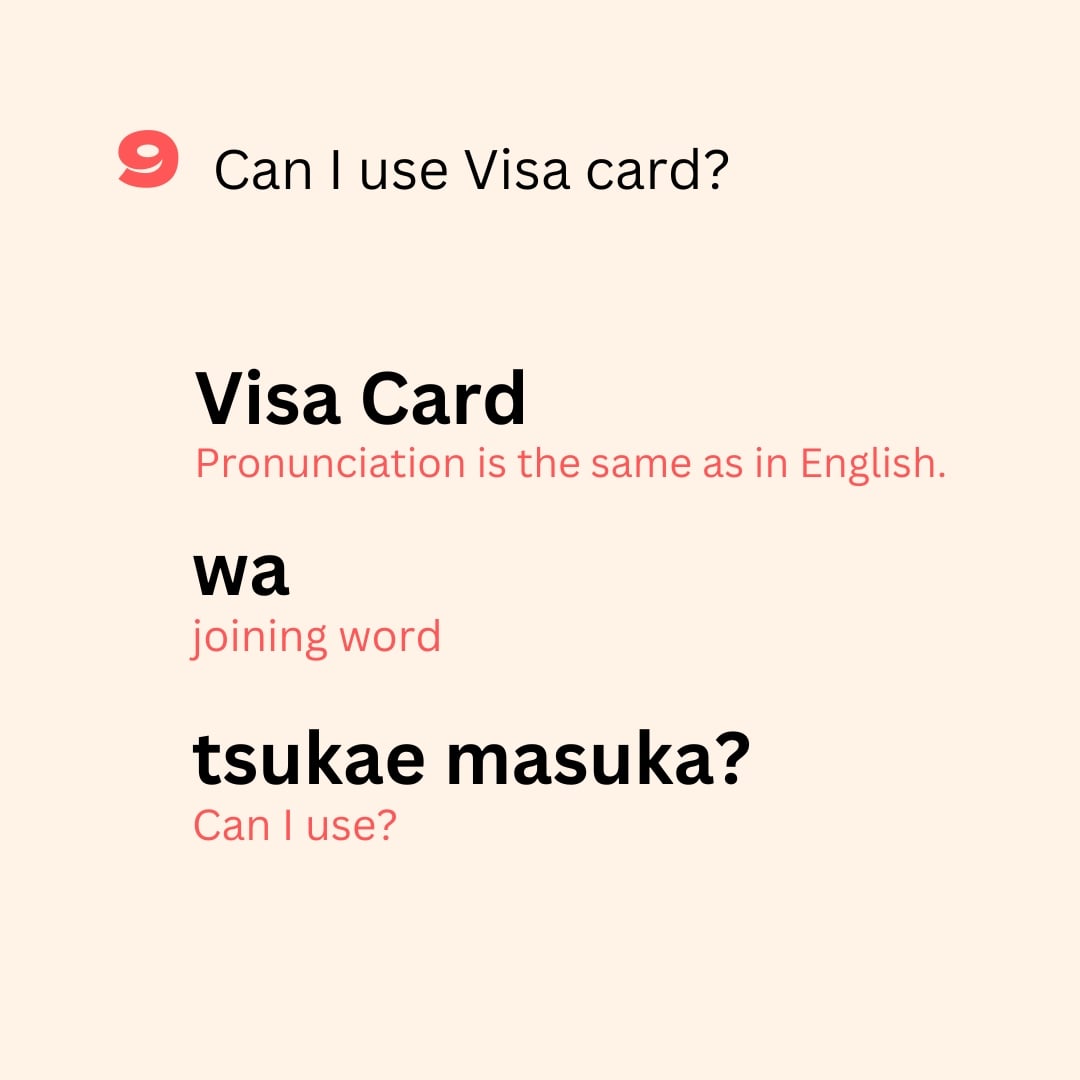 9 Can I use Visa card?
Visa Card
Pronunciation is the same as in English.
wa
joining word
tsukae masuka?
Can I use?